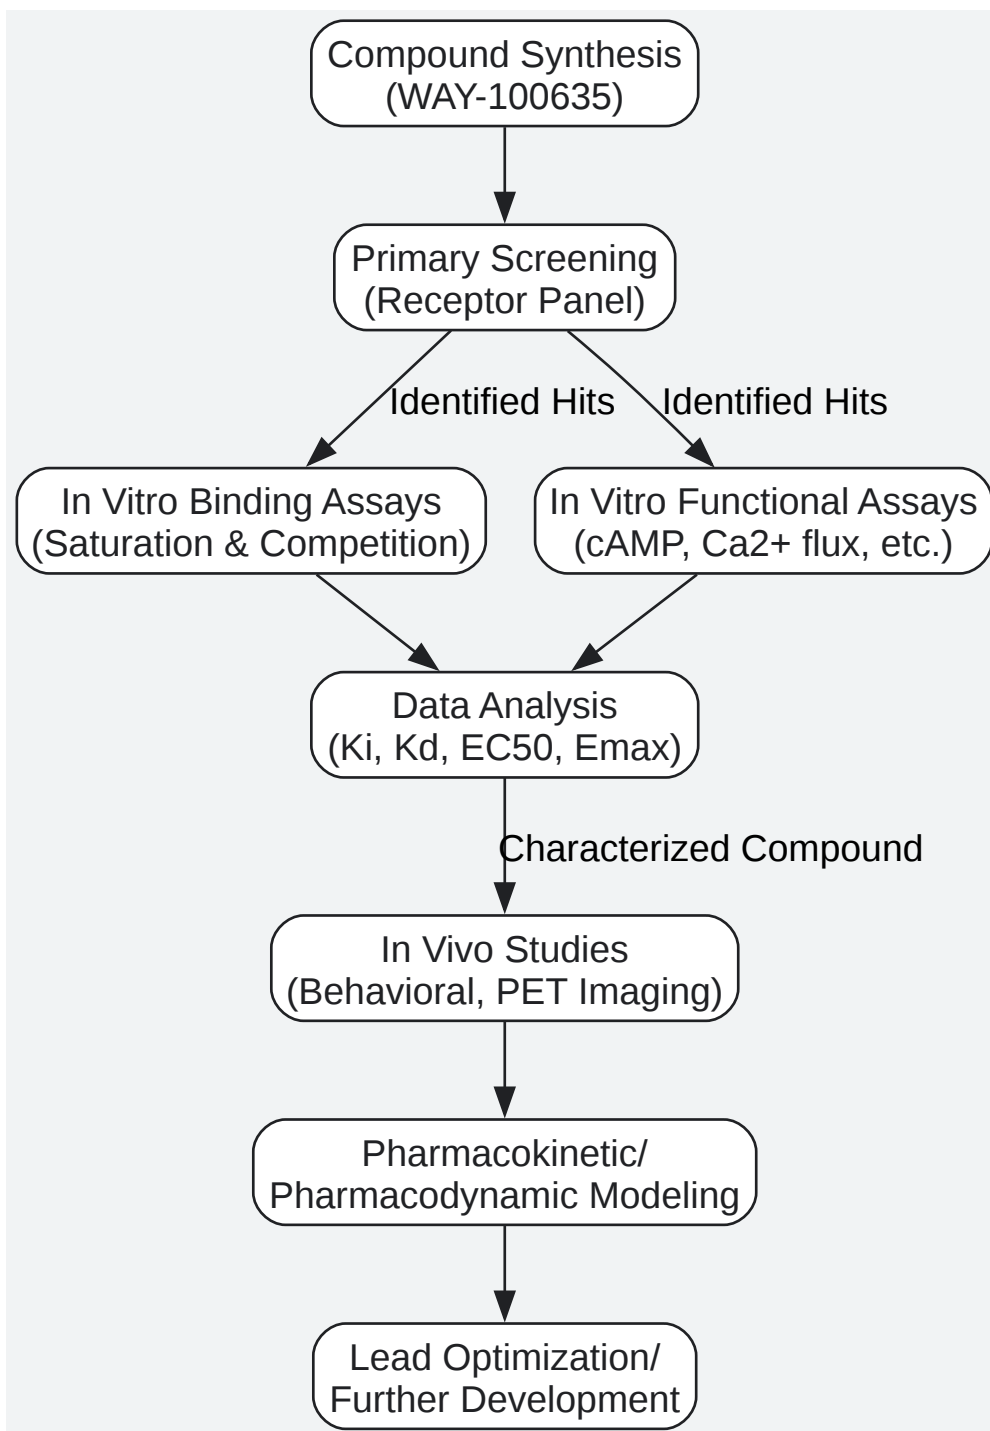 Compound Synthesis
(WAY-100635)
Primary Screening
(Receptor Panel)
Identified Hits
Identified Hits
In Vitro Binding Assays
(Saturation & Competition)
In Vitro Functional Assays
(cAMP, Ca2+ flux, etc.)
Data Analysis
(Ki, Kd, EC50, Emax)
Characterized Compound
In Vivo Studies
(Behavioral, PET Imaging)
Pharmacokinetic/
Pharmacodynamic Modeling
Lead Optimization/
Further Development